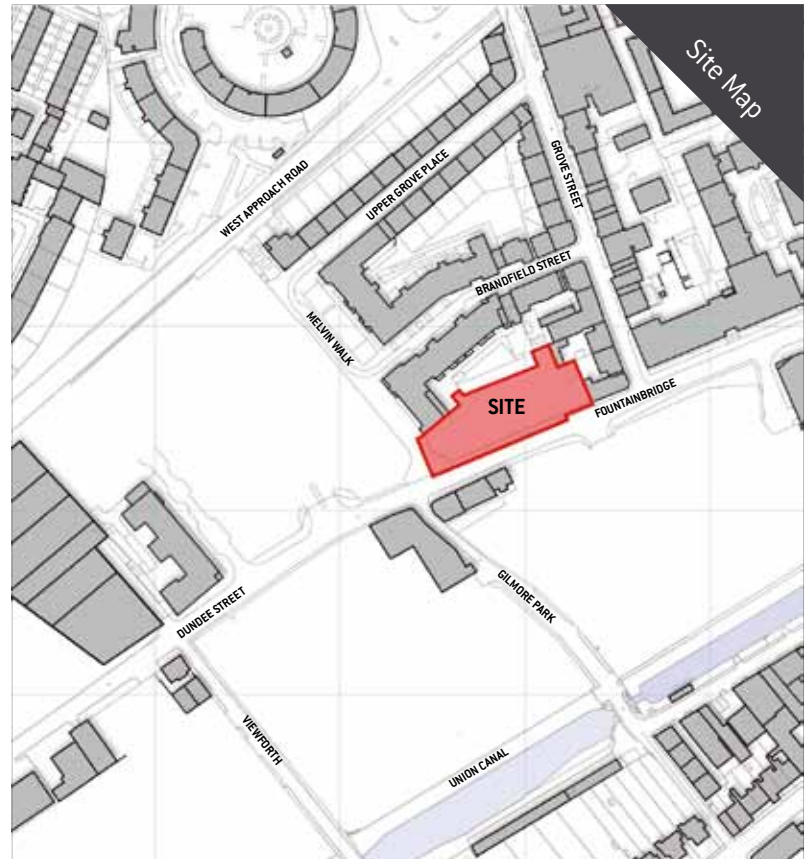 Site Map
WEST APPROACH ROAD
UPPER GROVE PLACE
GROVE STREET
BRANDFIELD STREET
MELVIN WALK
SITE
FOUNTAINBRIDGE
GILMORE PARK
DUNDEE STREET
VIEWFORTH
UNION CANAL